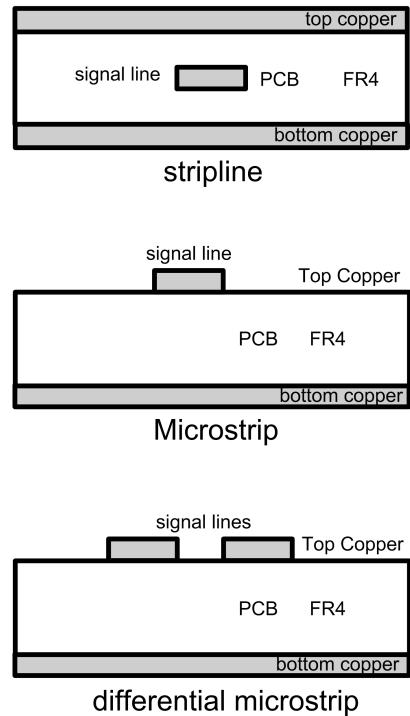 top copper
signal line PCB FR4
bottom copper
stripline
signal line
Top Copper
PCB FR4
bottom copper
Microstrip
signal lines
Top Copper
PCB FR4
bottom copper
differential microstrip